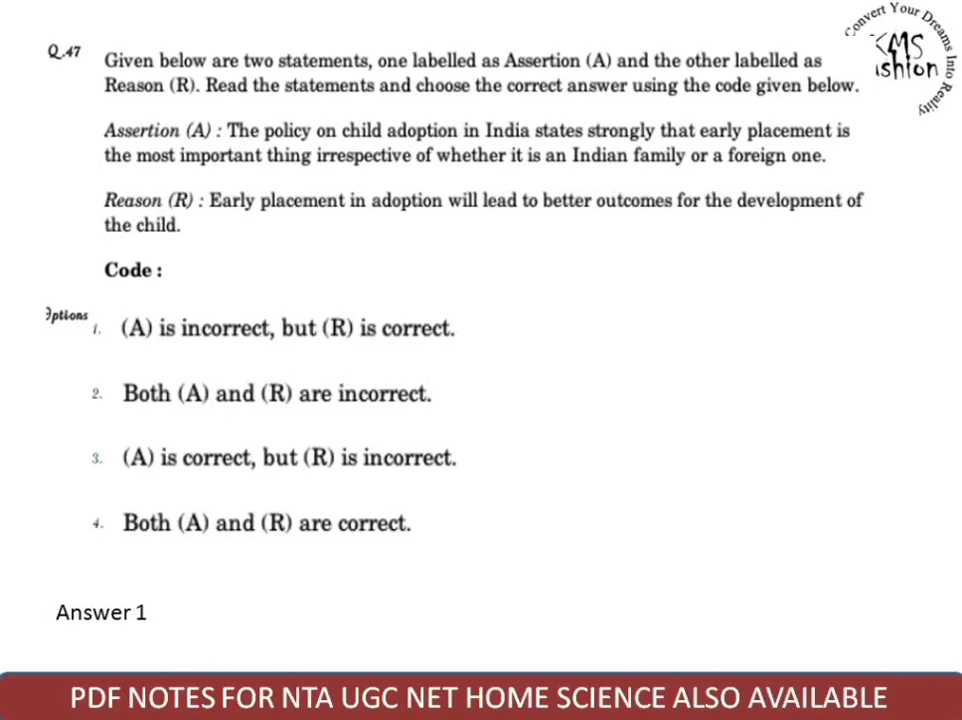 Convert Your Dreams Into Reality
Q.47
Given below are two statements, one labelled as Assertion (A) and the other labelled as
Reason (R). Read the statements and choose the correct answer using the code given below.
Assertion (A) : The policy on child adoption in India states strongly that early placement is
the most important thing irrespective of whether it is an Indian family or a foreign one.
Reason (R) : Early placement in adoption will lead to better outcomes for the development of
the child.
Code :
1. (A) is incorrect, but (R) is correct.
2. Both (A) and (R) are incorrect.
3. (A) is correct, but (R) is incorrect.
4. Both (A) and (R) are correct.
Answer 1
PDF NOTES FOR NTA UGC NET HOME SCIENCE ALSO AVAILABLE